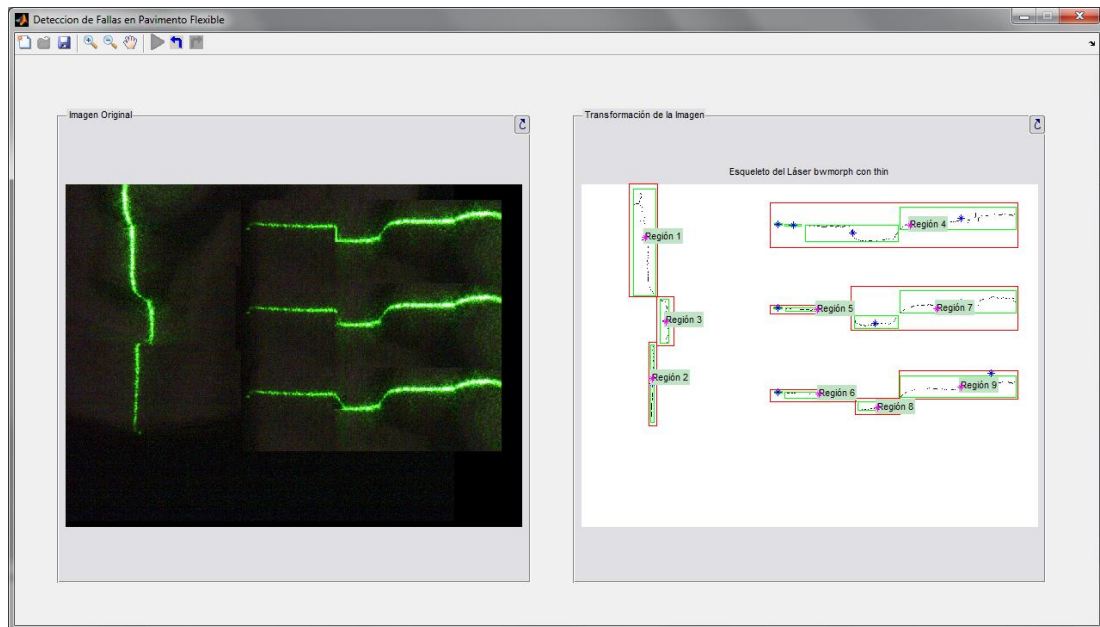 Deteccion de Fallas en Pavimento Flexible
Imagen Original
Transformación de la Imagen
Esqueleto del Láser bwmorph con thin
Región 1
Región 4
Región 3
Región 5
Región 7
Región 2
Región 6
Región 9
Región 8